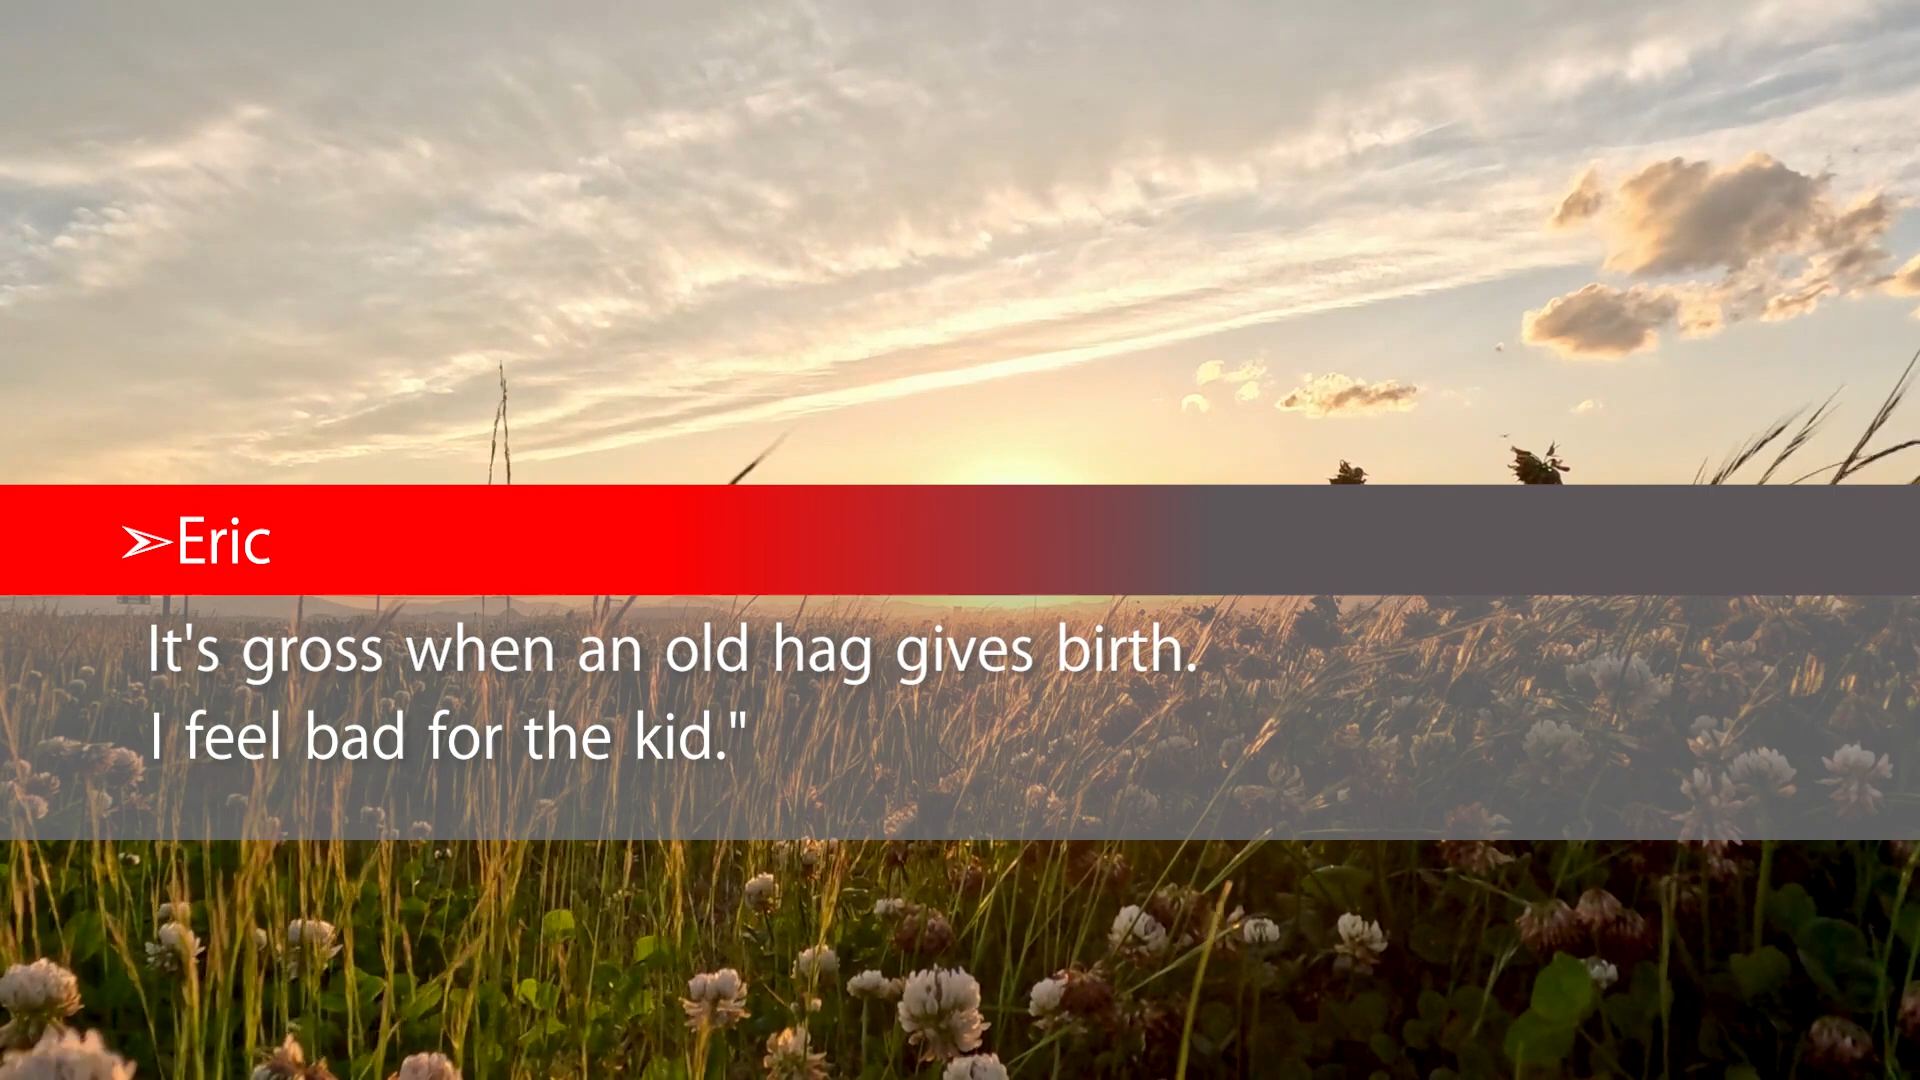 ➢Eric
It's gross when an old hag gives birth.
I feel bad for the kid."